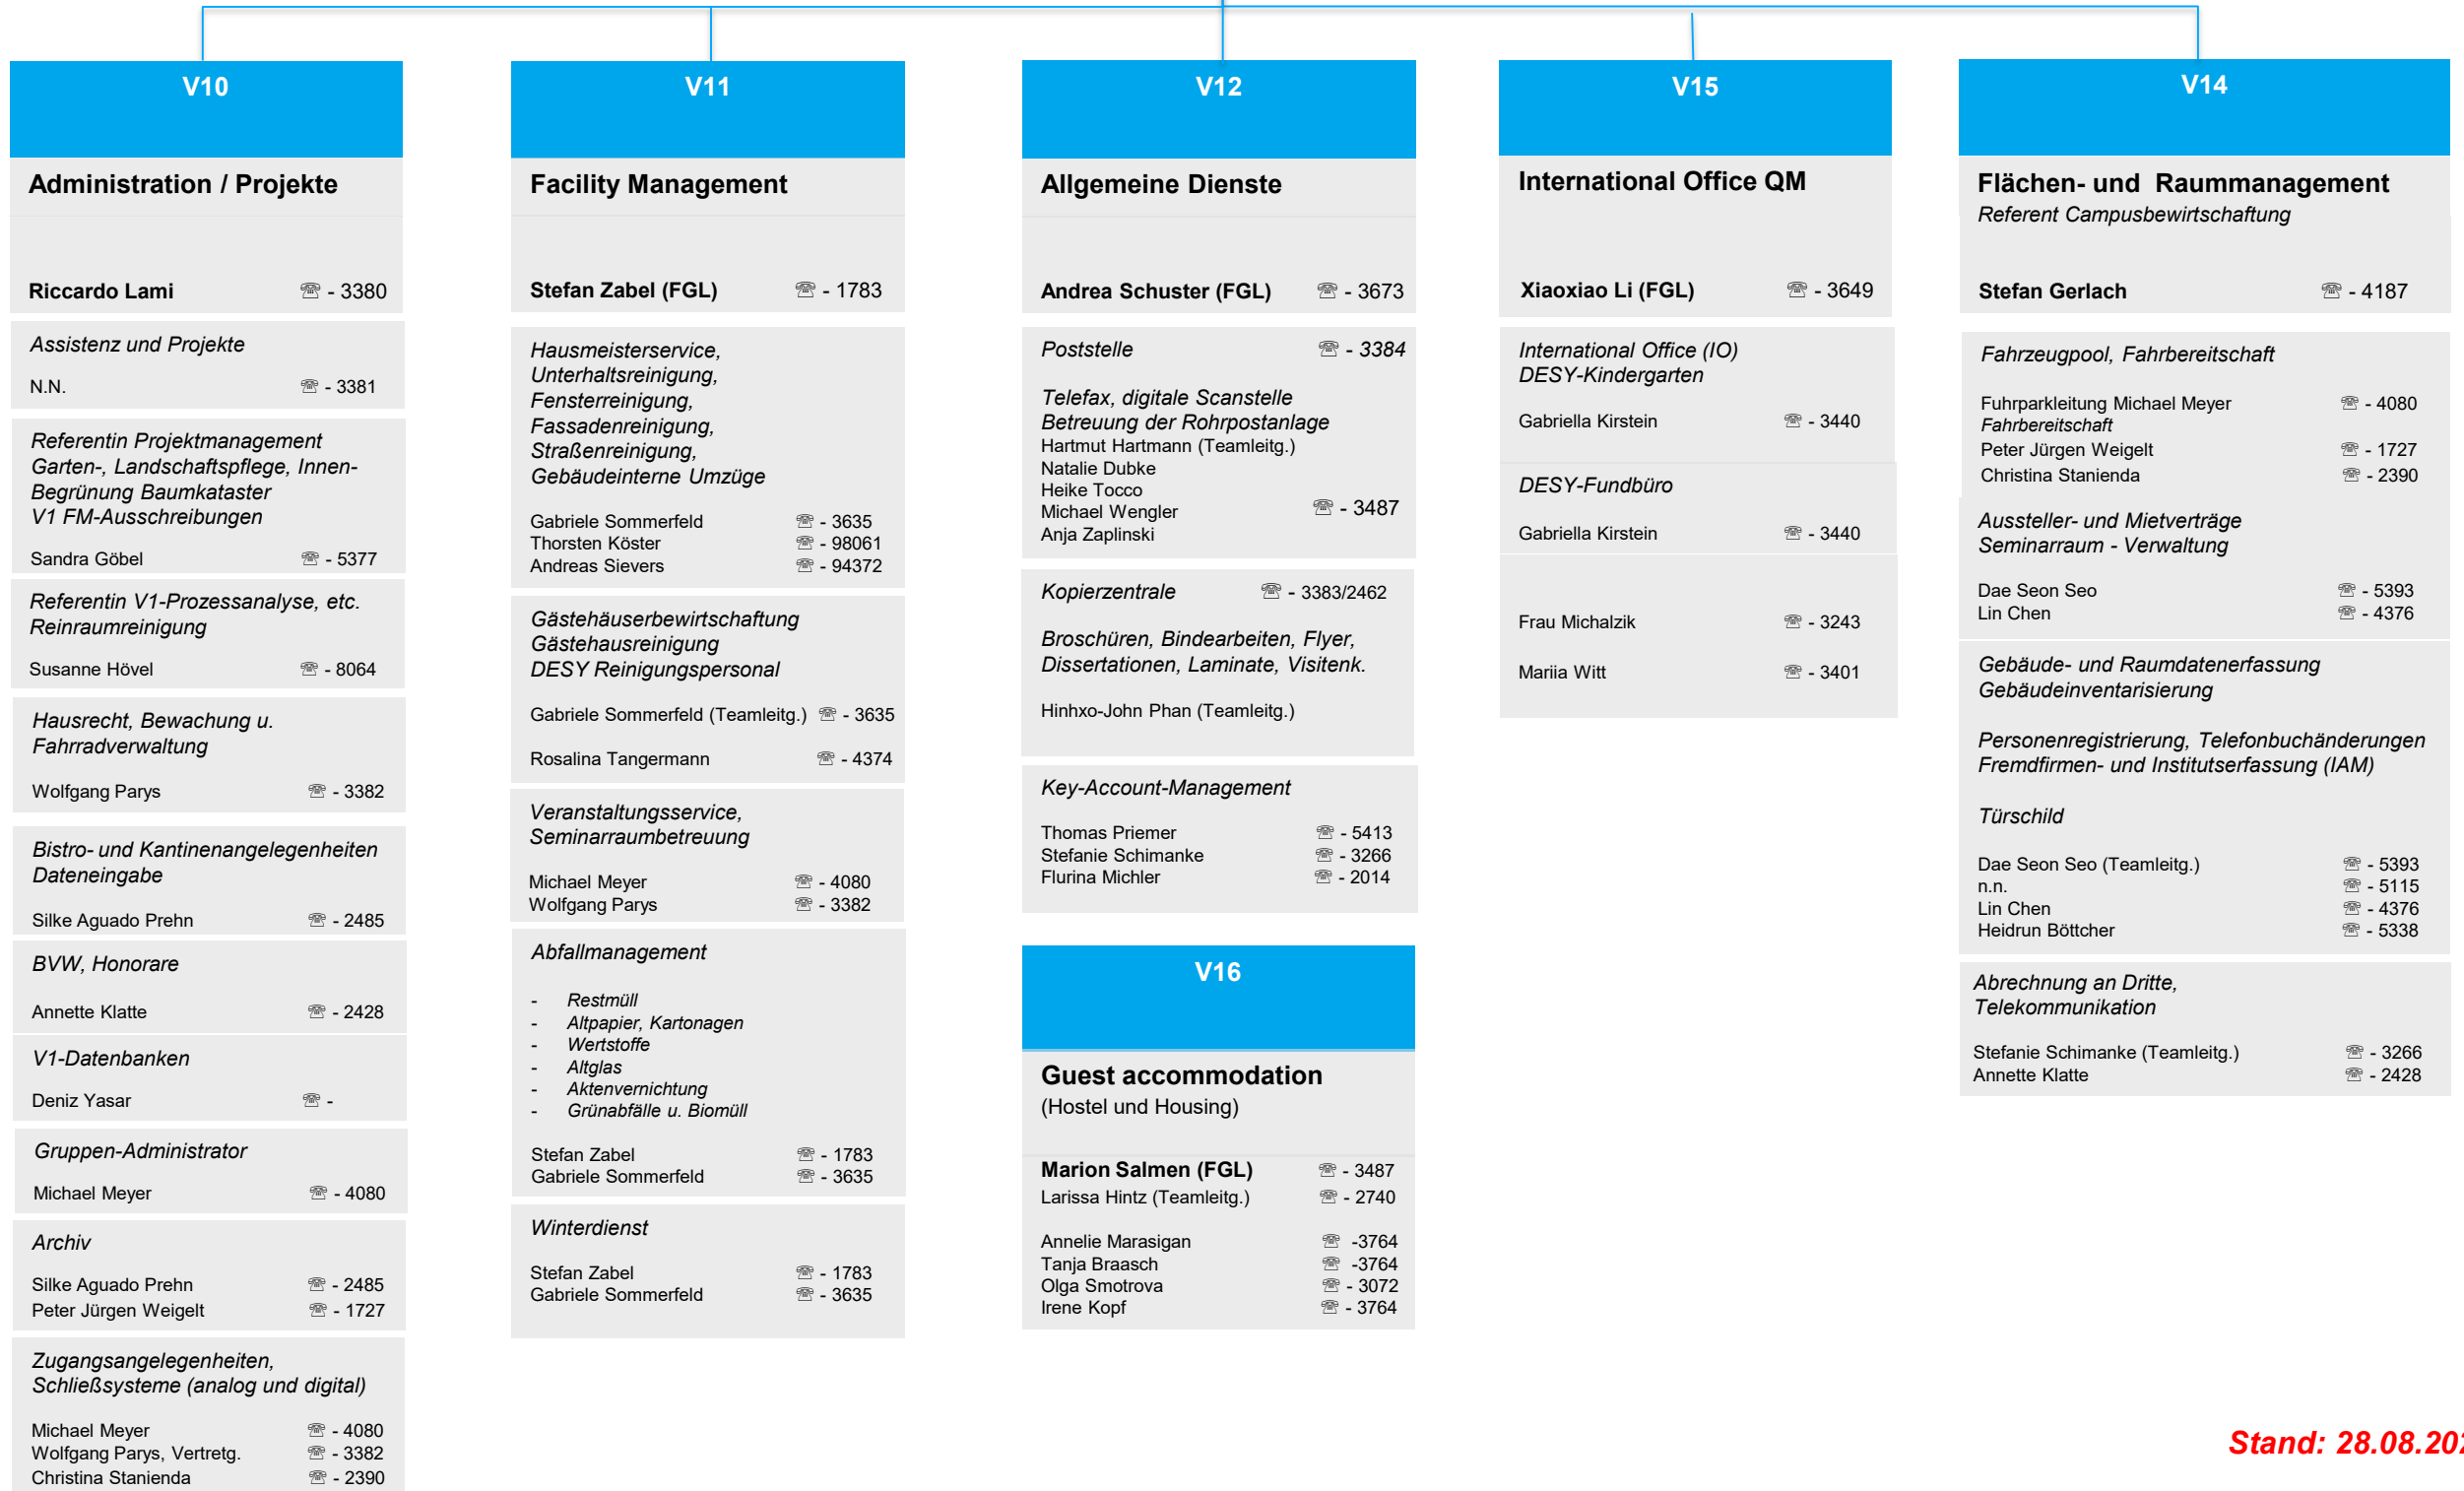 V10
Administration / Projekte
Riccardo Lami ☎ - 3380
Assistenz und Projekte
N.N. ☎ - 3381
Referentin Projektmanagement
Garten-, Landschaftspflege, Innen-
Begrünung Baumkataster
V1 FM-Ausschreibungen
Sandra Göbel ☎ - 5377
Referentin V1-Prozessanalyse, etc.
Reinraumreinigung
Susanne Hövel ☎ - 8064
Hausrecht, Bewachung u.
Fahrradverwaltung
Wolfgang Parys ☎ - 3382
Bistro- und Kantinenangelegenheiten
Dateneingabe
Silke Aguado Prehn ☎ - 2485
BVW, Honorare
Annette Klatte ☎ - 2428
V1-Datenbanken
Deniz Yasar ☎ -
Gruppen-Administrator
Michael Meyer ☎ - 4080
Archiv
Silke Aguado Prehn ☎ - 2485
Peter Jürgen Weigelt ☎ - 1727
Zugangsangelegenheiten,
Schließsysteme (analog und digital)
Michael Meyer ☎ - 4080
Wolfgang Parys, Vertretg. ☎ - 3382
Christina Stanienda ☎ - 2390
V11
Facility Management
Stefan Zabel (FGL) ☎ - 1783
Hausmeisterservice,
Unterhaltsreinigung,
Fensterreinigung,
Fassadenreinigung,
Straßenreinigung,
Gebäudeinterne Umzüge
Gabriele Sommerfeld ☎ - 3635
Thorsten Köster ☎ - 98061
Andreas Sievers ☎ - 94372
Gästehäuserbewirtschaftung
Gästehausreinigung
DESY Reinigungspersonal
Gabriele Sommerfeld (Teamleitg.) ☎ - 3635
Rosalina Tangermann ☎ - 4374
Veranstaltungsservice,
Seminarraumbetreuung
Michael Meyer ☎ - 4080
Wolfgang Parys ☎ - 3382
Abfallmanagement
- Restmüll
- Altpapier, Kartonagen
- Wertstoffe
- Altglas
- Aktenvernichtung
- Grünabfälle u. Biomüll
Stefan Zabel ☎ - 1783
Gabriele Sommerfeld ☎ - 3635
Winterdienst
Stefan Zabel ☎ - 1783
Gabriele Sommerfeld ☎ - 3635
V12
Allgemeine Dienste
Andrea Schuster (FGL) ☎ - 3673
Poststelle ☎ - 3384
Telefax, digitale Scanstelle
Betreuung der Rohrpostanlage
Hartmut Hartmann (Teamleitg.)
Natalie Dubke
Heike Tocco
Michael Wengler ☎ - 3487
Anja Zaplinski
Kopierzentrale ☎ - 3383/2462
Broschüren, Bindearbeiten, Flyer,
Dissertationen, Laminate, Visitenk.
Hinhxo-John Phan (Teamleitg.)
Key-Account-Management
Thomas Priemer ☎ - 5413
Stefanie Schimanke ☎ - 3266
Flurina Michler ☎ - 2014
V16
Guest accommodation
(Hostel und Housing)
Marion Salmen (FGL) ☎ - 3487
Larissa Hintz (Teamleitg.) ☎ - 2740
Annelie Marasigan ☎ -3764
Tanja Braasch ☎ -3764
Olga Smotrova ☎ - 3072
Irene Kopf ☎ - 3764
V15
International Office QM
Xiaoxiao Li (FGL) ☎ - 3649
International Office (IO)
DESY-Kindergarten
Gabriella Kirstein ☎ - 3440
DESY-Fundbüro
Gabriella Kirstein ☎ - 3440
Frau Michalzik ☎ - 3243
Mariia Witt ☎ - 3401
V14
Flächen- und Raummanagement
Referent Campusbewirtschaftung
Stefan Gerlach ☎ - 4187
Fahrzeugpool, Fahrbereitschaft
Fuhrparkleitung Michael Meyer ☎ - 4080
Fahrbereitschaft
Peter Jürgen Weigelt ☎ - 1727
Christina Stanienda ☎ - 2390
Aussteller- und Mietverträge
Seminarraum - Verwaltung
Dae Seon Seo ☎ - 5393
Lin Chen ☎ - 4376
Gebäude- und Raumdatenerfassung
Gebäudeinventarisierung
Personenregistrierung, Telefonbuchänderungen
Fremdfirmen- und Institutserfassung (IAM)
Türschild
Dae Seon Seo (Teamleitg.) ☎ - 5393
n.n. ☎ - 5115
Lin Chen ☎ - 4376
Heidrun Böttcher ☎ - 5338
Abrechnung an Dritte,
Telekommunikation
Stefanie Schimanke (Teamleitg.) ☎ - 3266
Annette Klatte ☎ - 2428
Stand: 28.08.202